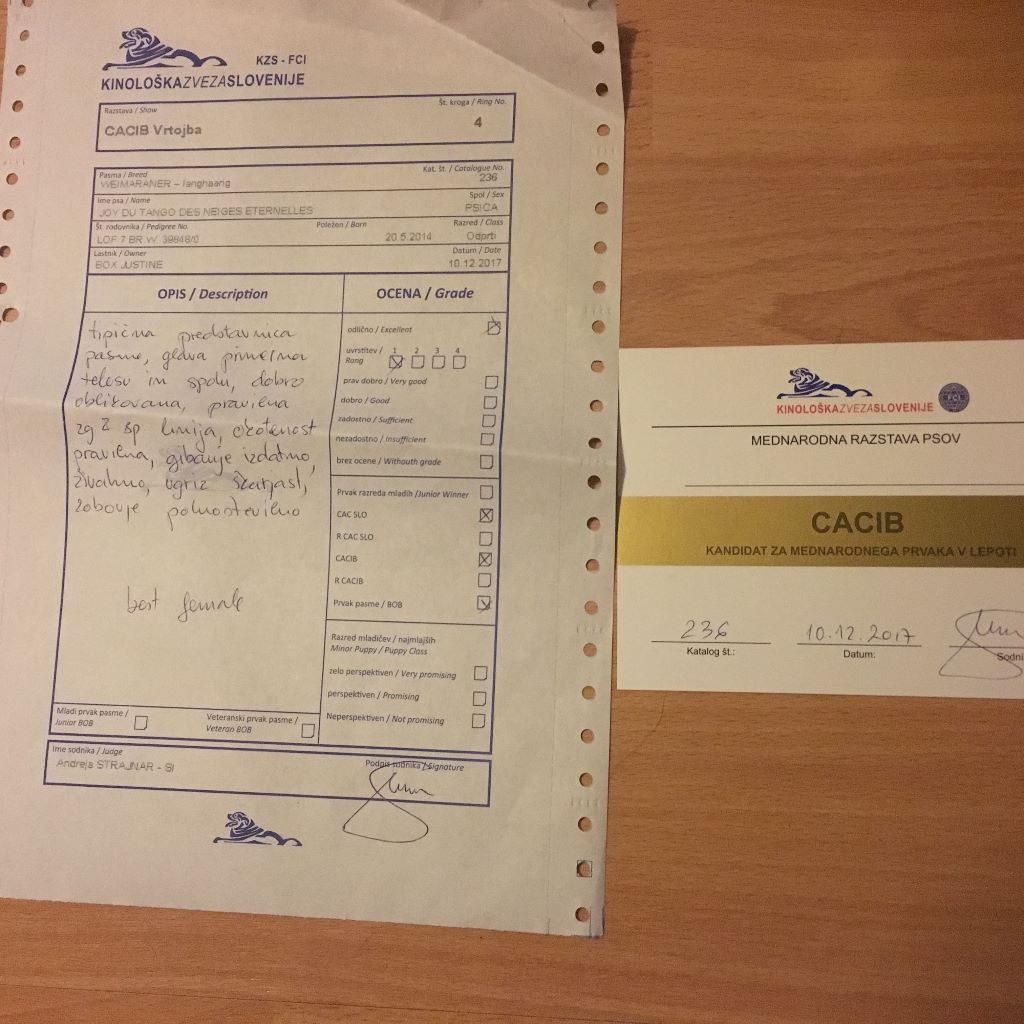 KZS - FCI
KINOLOŠKAZVEZASLOVENIJE
Razstava / Show
Št. kroga / Ring No.
CACIB Vrtojba
4
Pasma / Breed
Kat. št. / Catalogue No.
WEIMARANER – langhaang
236
Ime psa / Name
Spol / Sex
JOY DU TANGO DES NEIGES ETERNELLES
PSICA
Št. rodovnika / Pedigree No.
Poležen / Born
Razred / Class
LOF 7 BR.W. 39848/0
20.5.2014
Odprti
Lastnik / Owner
Datum / Date
BOX JUSTINE
10.12.2017
OPIS / Description
OCENA / Grade
tipična predstavnica
pasme, glava primerna
telesu in spolu, dobro
oblikovana, pravilna
zg & sp linija, okotenost
pravilna, gibanje izdatno,
živahno, ugriz škarjast,
zobovje polnoštevilno
best female
odlično / Excellent
uvrstitev / Rang
1 2 3 4
prav dobro / Very good
dobro / Good
zadostno / Sufficient
nezadostno / Insufficient
brez ocene / Withouth grade
Prvak razreda mladih / Junior Winner
CAC SLO
R CAC SLO
CACIB
R CACIB
Prvak pasme / BOB
Razred mladičev / najmlajših
Minor Puppy / Puppy Class
zelo perspektiven / Very promising
perspektiven / Promising
Neperspektiven / Not promising
Mladi prvak pasme /
Junior BOB
Veteranski prvak pasme /
Veteran BOB
Ime sodnika / Judge
Podpis sodnika / Signature
Andreja STRAJNAR - SI
KINOLOŠKAZVEZASLOVENIJE
FCI
MEDNARODNA RAZSTAVA PSOV
CACIB
KANDIDAT ZA MEDNARODNEGA PRVAKA V LEPOTI
236
10.12.2017
Katalog št.:
Datum:
Sodni